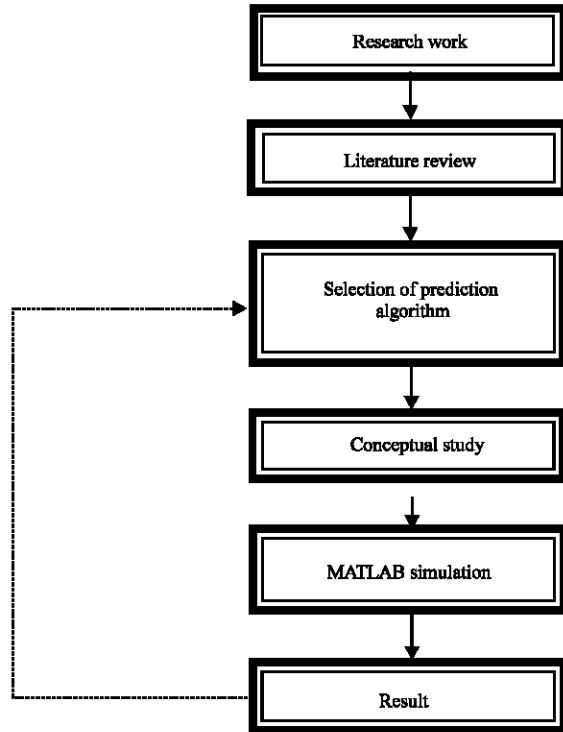 Research work
Literature review
Selection of prediction
algorithm
Conceptual study
MATLAB simulation
Result